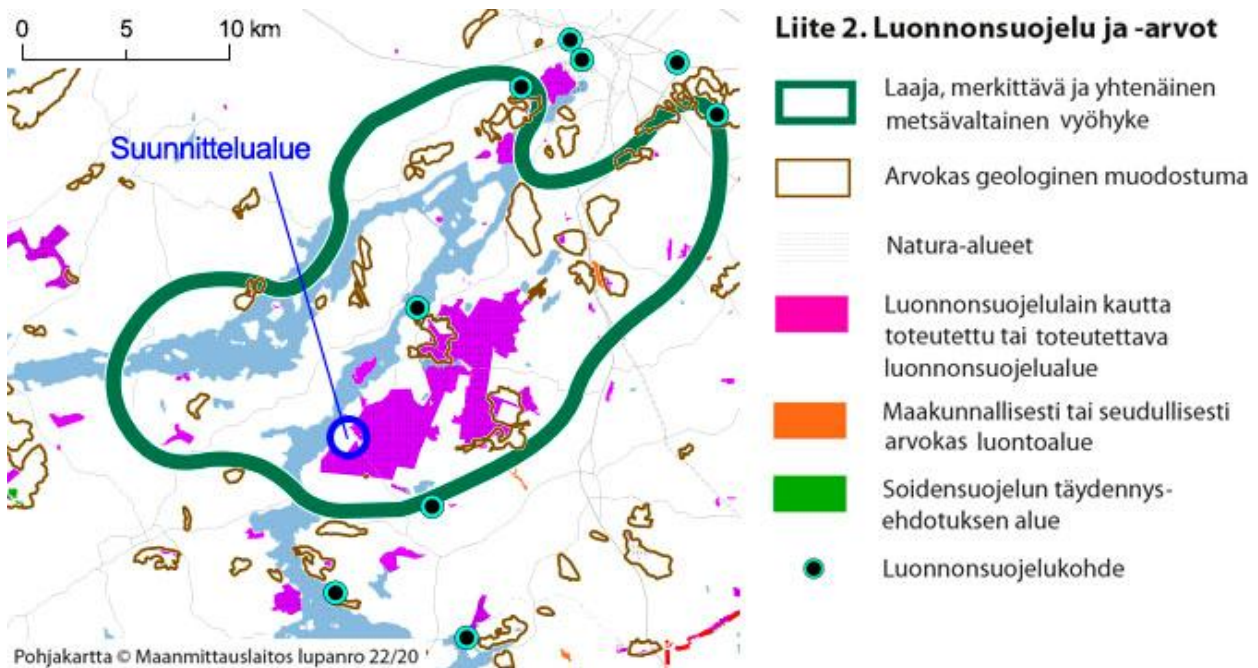 0 5 10 km
Suunnittelualue
Pohjakartta © Maanmittauslaitos lupanro 22/20
Liite 2. Luonnonsuojelu ja -arvot
Laaja, merkittävä ja yhtenäinen
metsävaltainen vyöhyke
Arvokas geologinen muodostuma
Natura-alueet
Luonnonsuojelulain kautta
toteutettu tai toteutettava
luonnonsuojelualue
Maakunnallisesti tai seudullisesti
arvokas luontoalue
Soidensuojelun täydennys-
ehdotuksen alue
Luonnonsuojelukohde